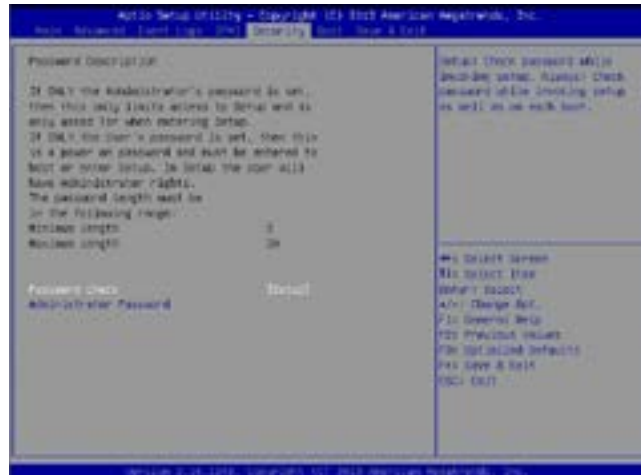 Aptio Setup Utility - Copyright (C) 2013 American Megatrends, Inc.
Main Advanced Event Logs IPMI Security Boot Save & Exit
Password Description
If ONLY the Administrator's password is set,
then this only limits access to Setup and is
only asked for when entering Setup.
If ONLY the User's password is set, then this
is a power on password and must be entered to
boot or enter Setup. In Setup the User will
have Administrator rights.
The password length must be
in the following range:
Minimum length 3
Maximum length 20
Password Check [Setup]
Administrator Password
Setup: Check password while
invoking setup. Always: Check
password while invoking setup
as well as on each boot.
Select Screen
Select Item
Enter: Select
+/-: Change Opt.
F1: General Help
F2: Previous Values
F3: Optimized Defaults
F4: Save & Exit
ESC: Exit
Version Copyright (C) 2013 American Megatrends, Inc.